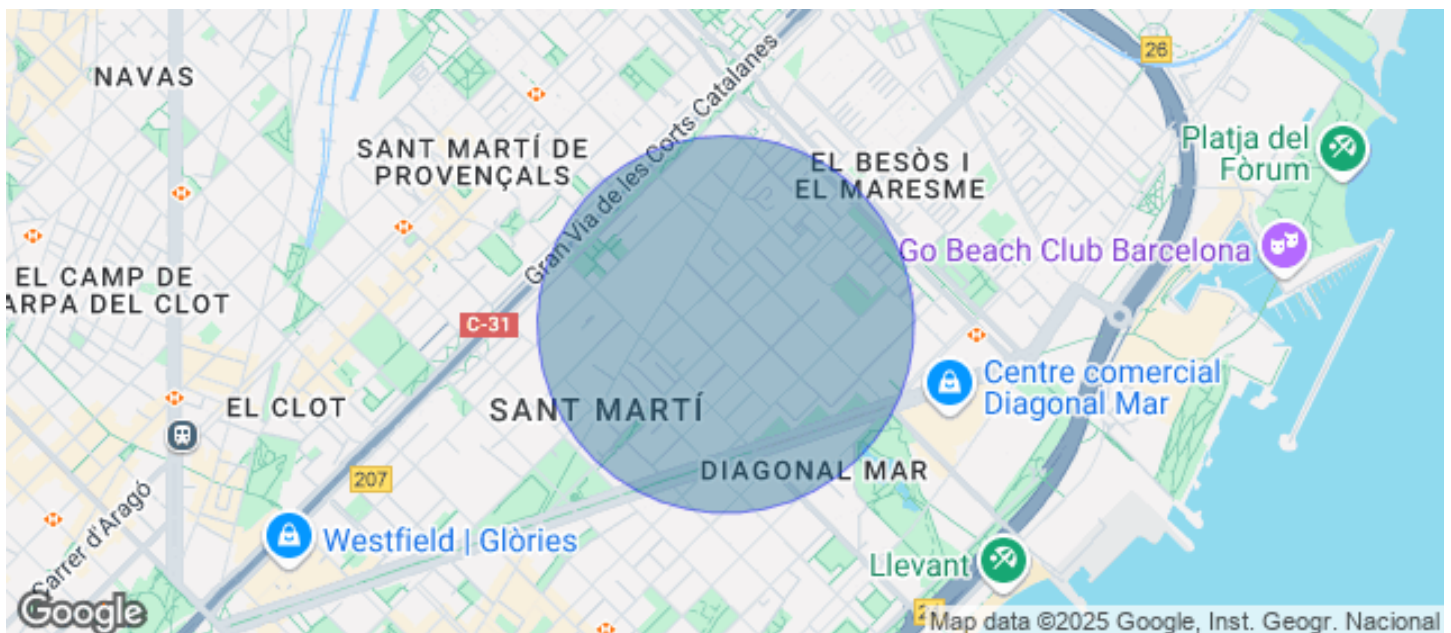 26
NAVAS
SANT MARTÍ DE
PROVENÇALS
Gran Via de les Corts Catalanes
EL BESÒS I
EL MARESME
Platja del
Fòrum
Go Beach Club Barcelona
EL CAMP DE
ARPA DEL CLOT
C-31
Centre comercial
Diagonal Mar
EL CLOT
SANT MARTÍ
207
DIAGONAL MAR
Carrer d'Aragó
Westfield | Glòries
Llevant
Google
Map data ©2025 Google, Inst. Geogr. Nacional